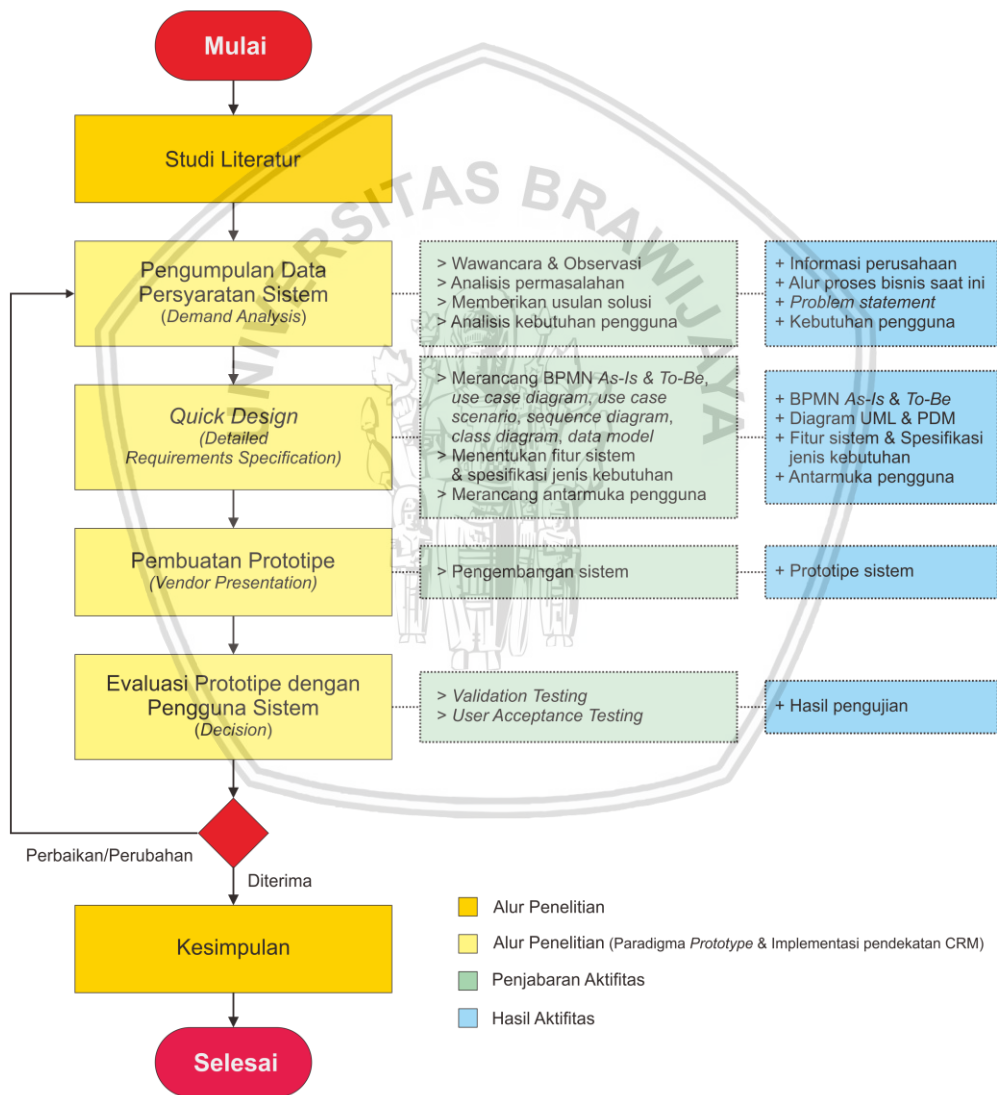 Mulai
Studi Literatur
UNIVERSITAS BRAWIJAYA
Pengumpulan Data
Persyaratan Sistem
(Demand Analysis)
> Wawancara & Observasi
> Analisis permasalahan
> Memberikan usulan solusi
> Analisis kebutuhan pengguna
+ Informasi perusahaan
+ Alur proses bisnis saat ini
+ Problem statement
+ Kebutuhan pengguna
Quick Design
(Detailed
Requirements Specification)
> Merancang BPMN As-Is & To-Be,
use case diagram, use case
scenario, sequence diagram,
class diagram, data model
> Menentukan fitur sistem
& spesifikasi jenis kebutuhan
> Merancang antarmuka pengguna
+ BPMN As-Is & To-Be
+ Diagram UML & PDM
+ Fitur sistem & Spesifikasi
jenis kebutuhan
+ Antarmuka pengguna
Pembuatan Prototipe
(Vendor Presentation)
> Pengembangan sistem
+ Prototipe sistem
Evaluasi Prototipe dengan
Pengguna Sistem
(Decision)
> Validation Testing
> User Acceptance Testing
+ Hasil pengujian
Perbaikan/Perubahan
Diterima
Kesimpulan
Selesai
Alur Penelitian
Alur Penelitian (Paradigma Prototype & Implementasi pendekatan CRM)
Penjabaran Aktifitas
Hasil Aktifitas